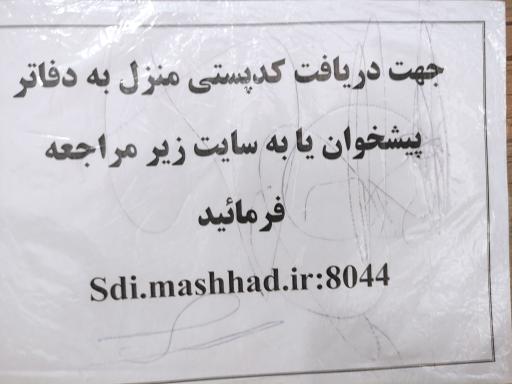 جهت دریافت کدپستی منزل به دفاتر
پیشخوان یا به سایت زیر مراجعه
فرمائید
Sdi.mashhad.ir:8044